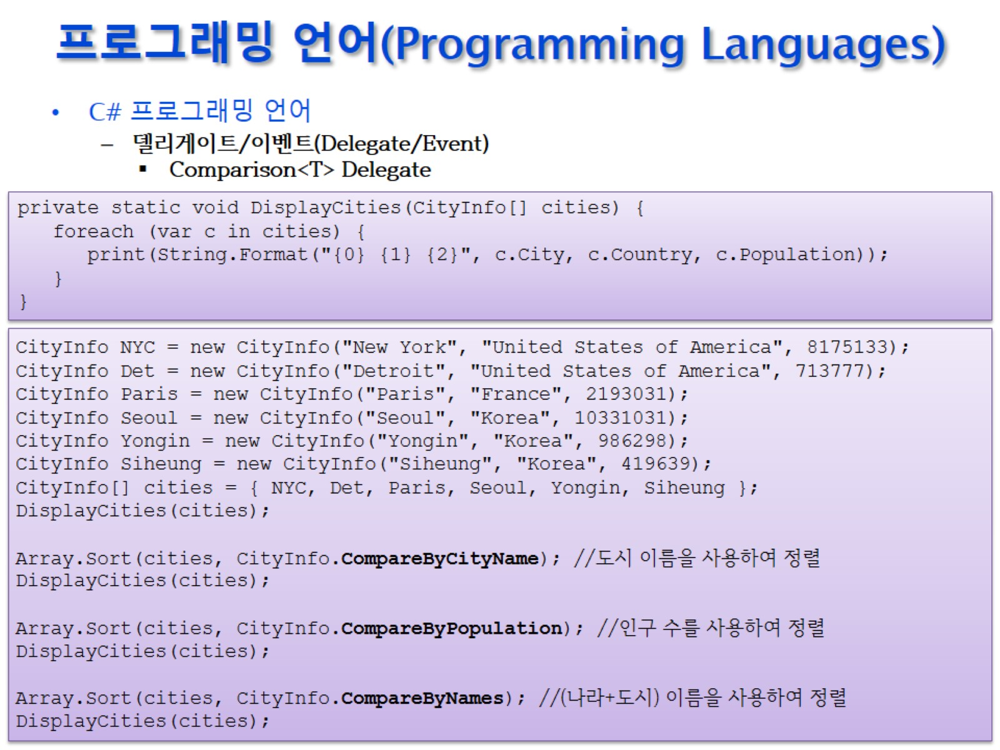 프로그래밍 언어(Programming Languages)
• C# 프로그래밍 언어
– 델리게이트/이벤트(Delegate/Event)
▪ Comparison<T> Delegate
private static void DisplayCities(CityInfo[] cities) {
foreach (var c in cities) {
print(String.Format("{0} {1} {2}", c.City, c.Country, c.Population));
}
}
CityInfo NYC = new CityInfo("New York", "United States of America", 8175133);
CityInfo Det = new CityInfo("Detroit", "United States of America", 713777);
CityInfo Paris = new CityInfo("Paris", "France", 2193031);
CityInfo Seoul = new CityInfo("Seoul", "Korea", 10331031);
CityInfo Yongin = new CityInfo("Yongin", "Korea", 986298);
CityInfo Siheung = new CityInfo("Siheung", "Korea", 419639);
CityInfo[] cities = { NYC, Det, Paris, Seoul, Yongin, Siheung };
DisplayCities(cities);
Array.Sort(cities, CityInfo.CompareByCityName); //도시 이름을 사용하여 정렬
DisplayCities(cities);
Array.Sort(cities, CityInfo.CompareByPopulation); //인구 수를 사용하여 정렬
DisplayCities(cities);
Array.Sort(cities, CityInfo.CompareByNames); //(나라+도시) 이름을 사용하여 정렬
DisplayCities(cities);